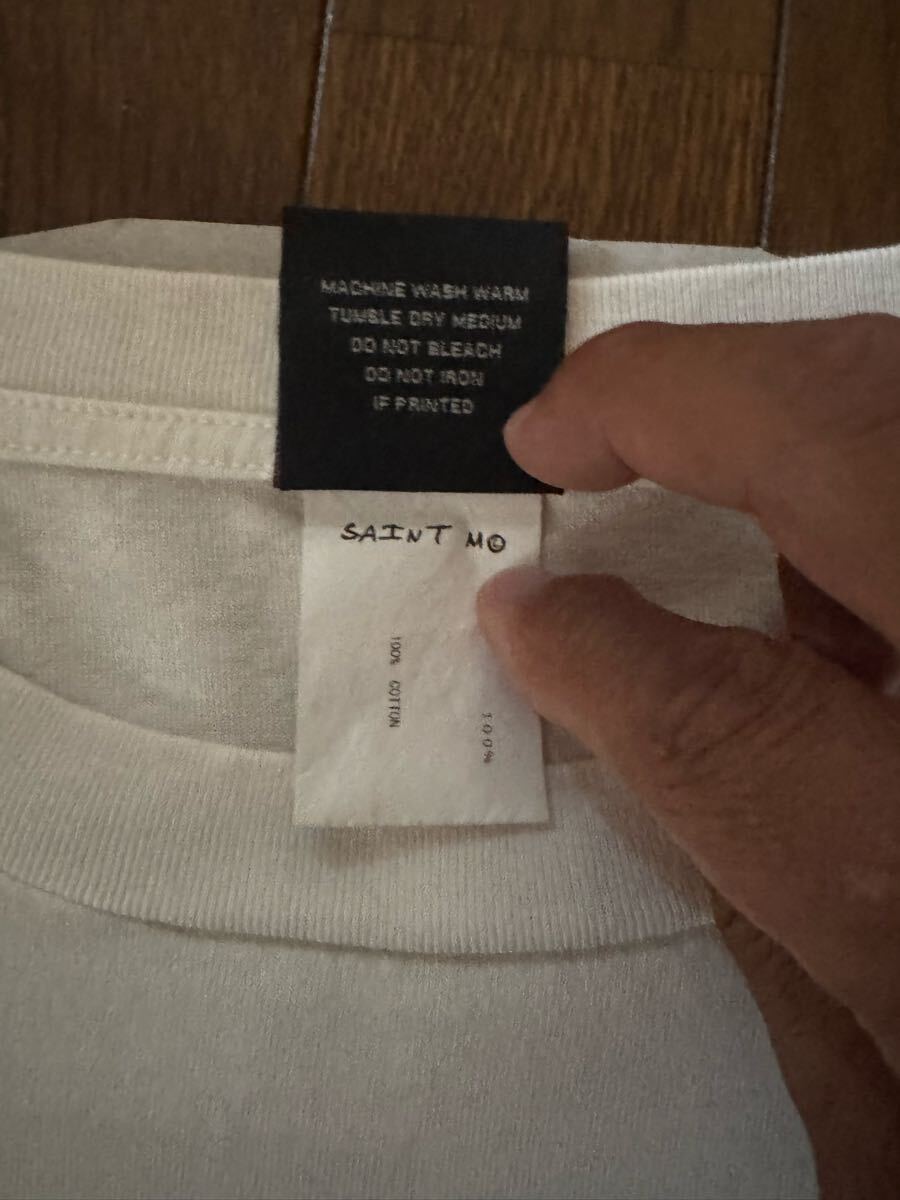 MACHINE WASH WARM
TUMBLE DRY MEDIUM
DO NOT BLEACH
DO NOT IRON
IF PRINTED
SAINT M©
100% COTTON
100%